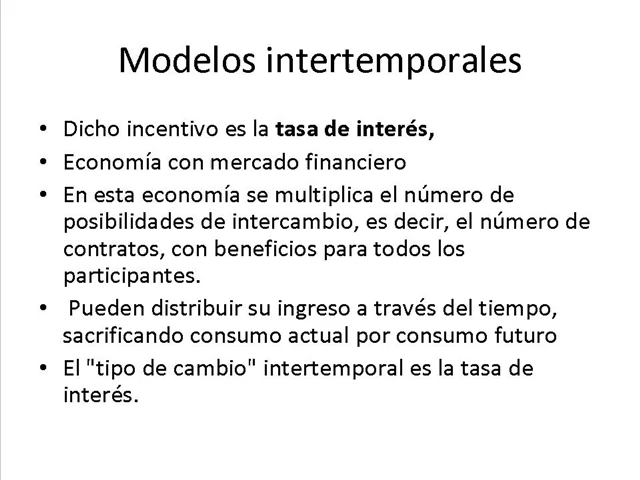 Modelos intertemporales
• Dicho incentivo es la tasa de interés,
• Economía con mercado financiero
• En esta economía se multiplica el número de
posibilidades de intercambio, es decir, el número de
contratos, con beneficios para todos los
participantes.
• Pueden distribuir su ingreso a través del tiempo,
sacrificando consumo actual por consumo futuro
• El "tipo de cambio" intertemporal es la tasa de
interés.